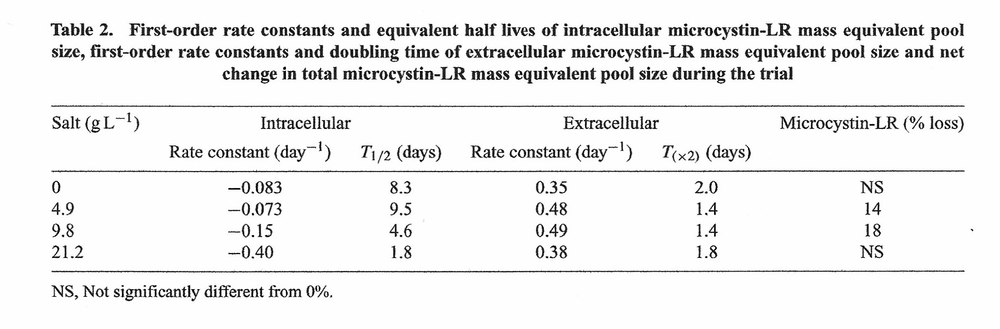 Table 2. First-order rate constants and equivalent half lives of intracellular microcystin-LR mass equivalent pool
size, first-order rate constants and doubling time of extracellular microcystin-LR mass equivalent pool size and net
change in total microcystin-LR mass equivalent pool size during the trial
Salt (g L−1) Intracellular Extracellular Microcystin-LR (% loss)
Rate constant (day−1) T1/2 (days) Rate constant (day−1) T(×2) (days)
0 −0.083 8.3 0.35 2.0 NS
4.9 −0.073 9.5 0.48 1.4 14
9.8 −0.15 4.6 0.49 1.4 18
21.2 −0.40 1.8 0.38 1.8 NS
NS, Not significantly different from 0%.